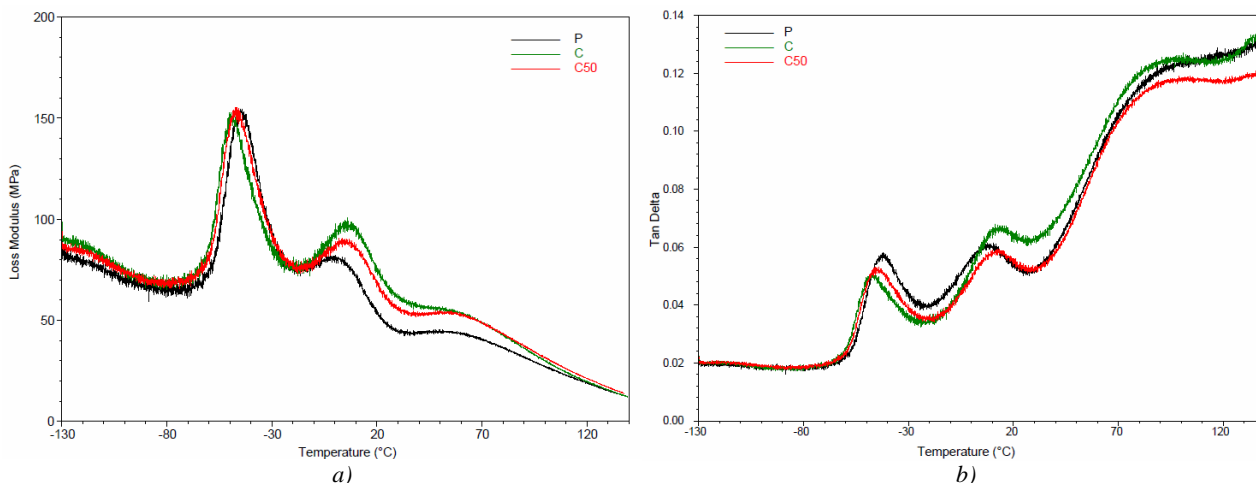 200
150
100
50
0
Loss Modulus (MPa)
P
C
C50
-130
-80
-30
20
70
Temperature (°C)
a)
0.14
0.12
0.10
0.08
0.06
0.04
0.02
0.00
Tan Delta
P
C
C50
-130
-80
-30
20
70
120
Temperature (°C)
b)